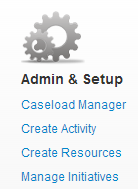 Admin & Setup
Caseload Manager
Create Activity
Create Resources
Manage Initiatives